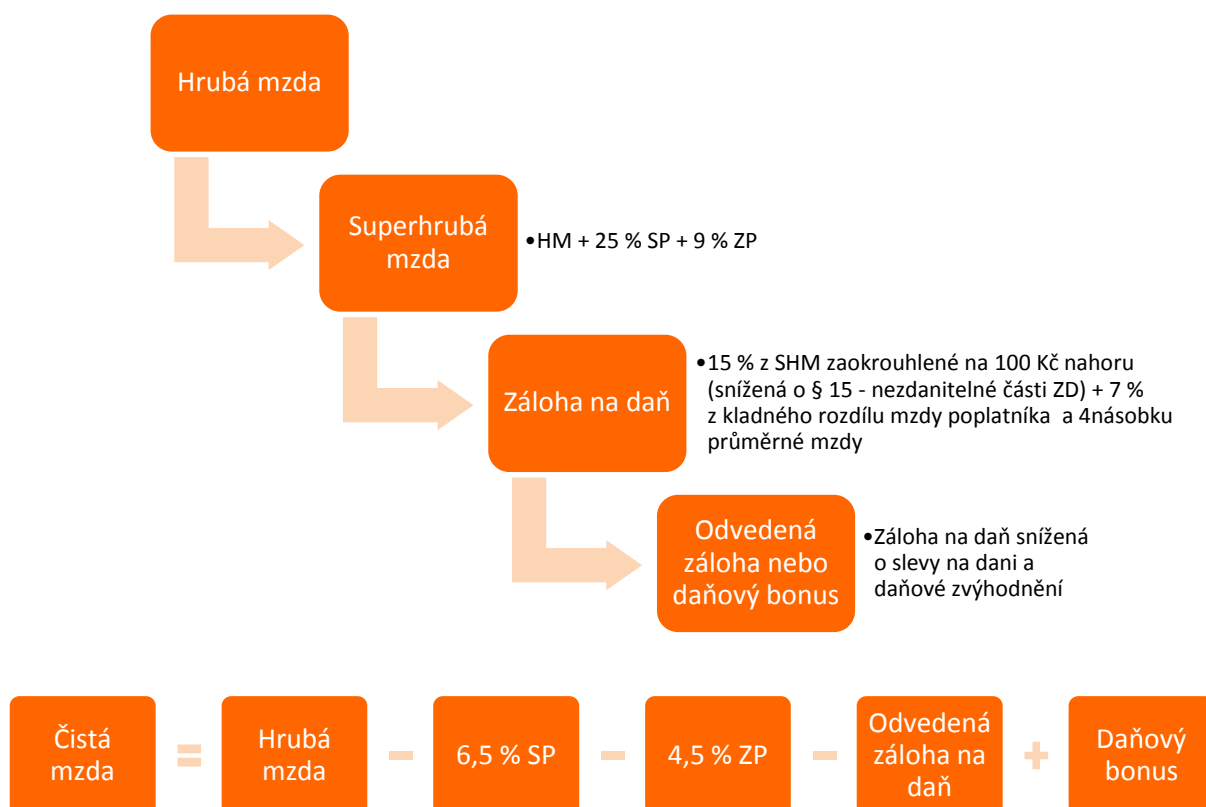 Hrubá mzda
Superhrubá
mzda
•HM + 25 % SP + 9 % ZP
Záloha na daň
•15 % z SHM zaokrouhlené na 100 Kč nahoru
(snížená o § 15 - nezdanitelné části ZD) + 7 %
z kladného rozdílu mzdy poplatníka a 4násobku
průměrné mzdy
Odvedená
záloha nebo
daňový bonus
•Záloha na daň snížená
o slevy na dani a
daňové zvýhodnění
Čistá
mzda
=
Hrubá
mzda
−
6,5 % SP
−
4,5 % ZP
−
Odvedená
záloha na
daň
+
Daňový
bonus